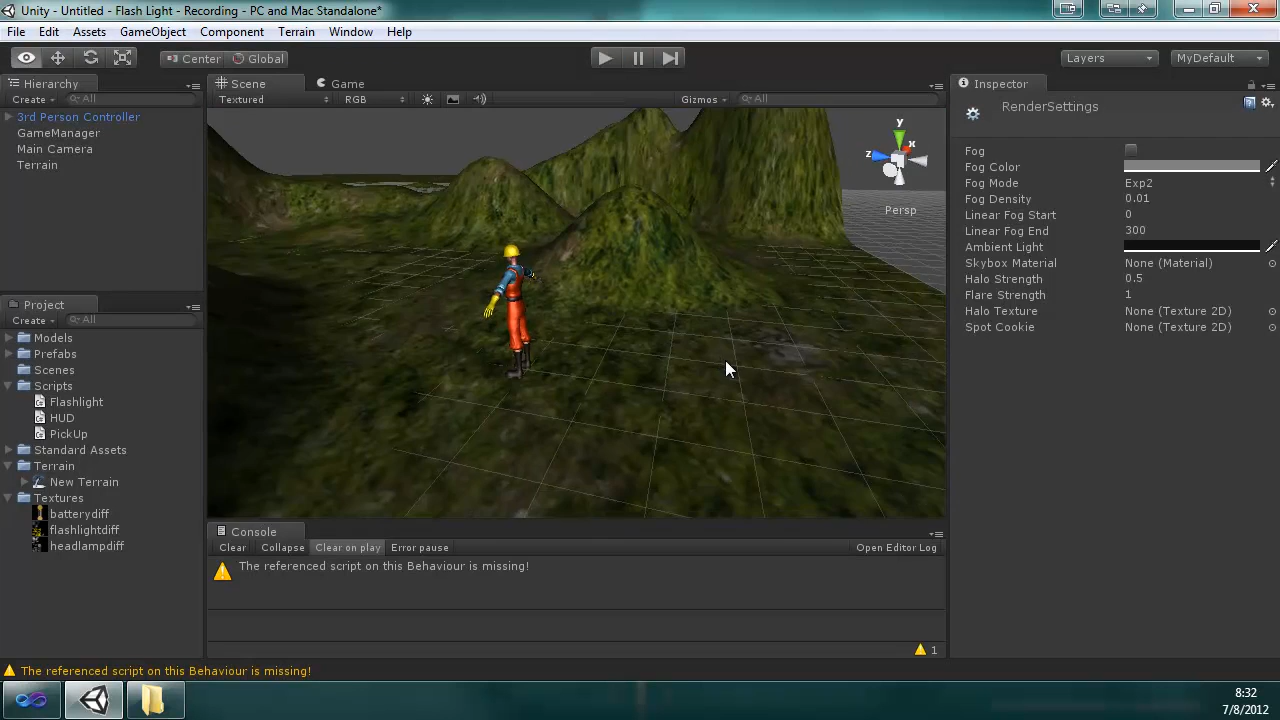 Unity - Untitled - Flash Light - Recording - PC and Mac Standalone*
File Edit Assets GameObject Component Terrain Window Help
Center Global Layers MyDefault
Hierarchy
Create All
3rd Person Controller
GameManager
Main Camera
Terrain
Project
Create All
Models
Prefabs
Scenes
Scripts
Flashlight
HUD
PickUp
Standard Assets
Terrain
New Terrain
Textures
batterydiff
flashlightdiff
headlampdiff
Scene Game
Textured RGB Gizmos All
y
x
z
Persp
Console
Clear Collapse Clear on play Error pause Open Editor Log
The referenced script on this Behaviour is missing!
1
Inspector
RenderSettings
Fog
Fog Color
Fog Mode Exp2
Fog Density 0.01
Linear Fog Start 0
Linear Fog End 300
Ambient Light
Skybox Material None (Material)
Halo Strength 0.5
Flare Strength 1
Halo Texture None (Texture 2D)
Spot Cookie None (Texture 2D)
The referenced script on this Behaviour is missing!
8:32
7/8/2012